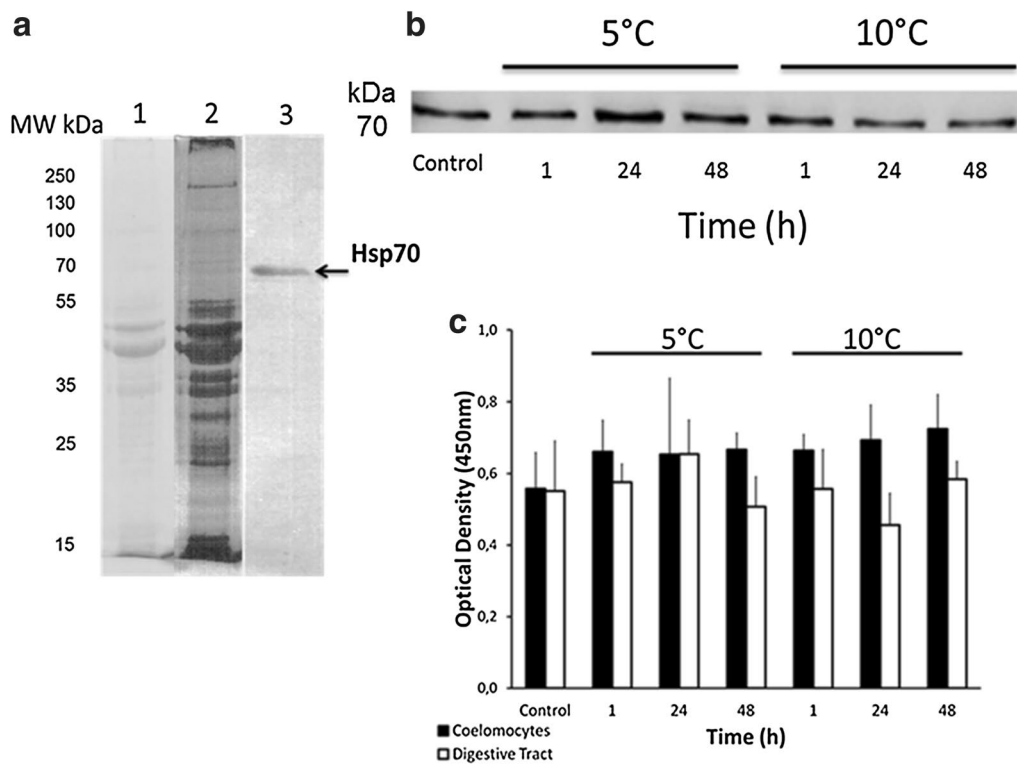 a
MW kDa
1 2 3
250
130
100
70
55
35
25
15
Hsp70
b
5°C 10°C
kDa
70
Control 1 24 48 1 24 48
Time (h)
c
5°C 10°C
Optical Density (450nm)
1,0
0,8
0,6
0,4
0,2
0,0
Control 1 24 48 1 24 48
Time (h)
Coelomocytes
Digestive Tract